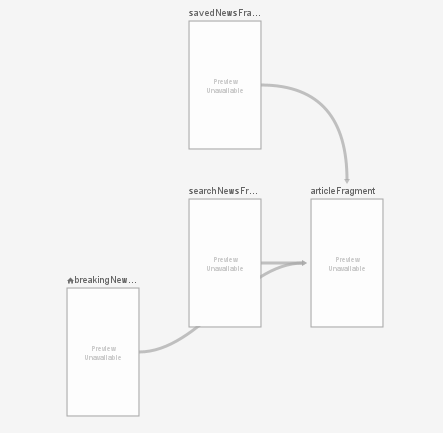 savedNewsFra...
Preview
Unavailable
searchNewsFr...
articleFragment
Preview
Unavailable
Preview
Unavailable
breakingNew...
Preview
Unavailable